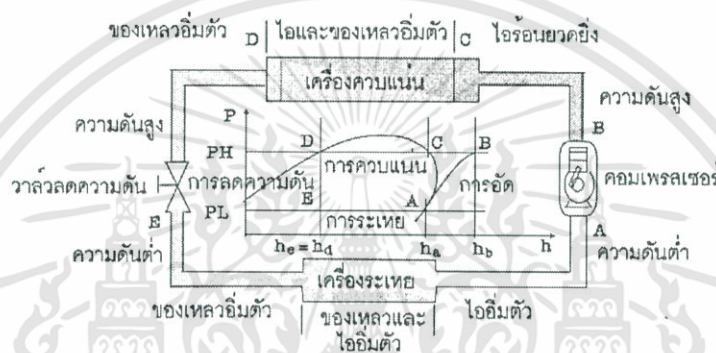 ของเหลวอิ่มตัว D ไอและของเหลวอิ่มตัว C ไอร้อนยวดยิ่ง
เครื่องควบแน่น
ความดันสูง
ความดันสูง
P
B
D
C
B
PH
การควบแน่น
คอมเพรสเซอร์
วาล์วลดความดัน
การลดความดัน
การอัด
E
A
PL
การระเหย
E
A
ความดันต่ำ
hₑ = h_d
hₐ
h_b
h
ความดันต่ำ
เครื่องระเหย
ของเหลวอิ่มตัว
ของเหลวและ
ไออิ่มตัว
ไออิ่มตัว